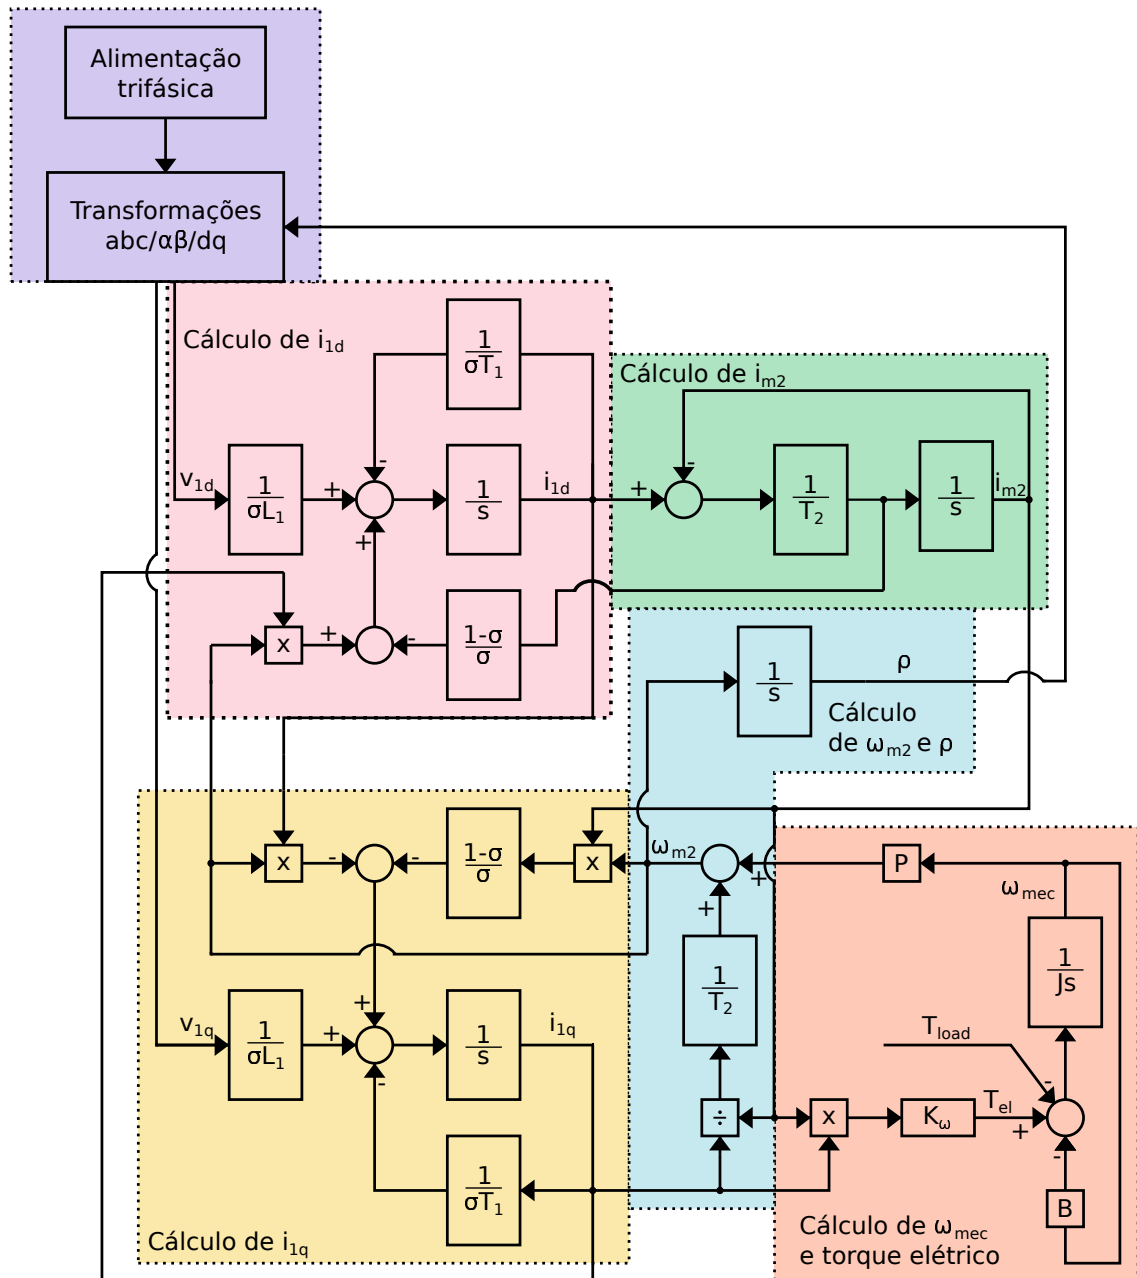 Alimentação
trifásica
Transformações
abc/αβ/dq
Cálculo de i1d
1
σT1
-
v1d
1
σL1
+
1
s
i1d
+
x
+
-
1-σ
σ
Cálculo de im2
+
-
1
T2
1
s
im2
1
s
ρ
Cálculo
de ωm2 e ρ
x
-
-
1-σ
σ
x
ωm2
+
+
P
ωmec
1
T2
1
Js
+
v1q
1
σL1
+
1
s
i1q
-
Tload
-
÷
x
Kω
Tel
+
-
1
σT1
B
Cálculo de i1q
Cálculo de ωmec
e torque elétrico